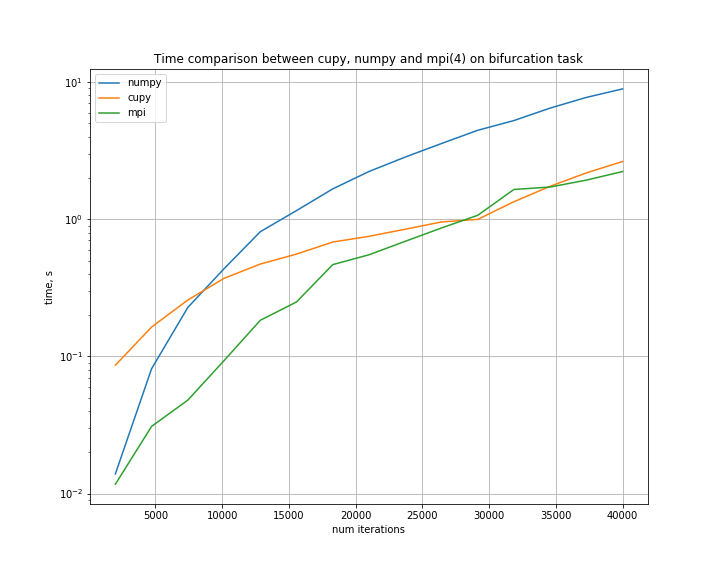 Time comparison between cupy, numpy and mpi(4) on bifurcation task
numpy
cupy
mpi
10¹
10⁰
10⁻¹
10⁻²
time, s
5000 10000 15000 20000 25000 30000 35000 40000
num iterations